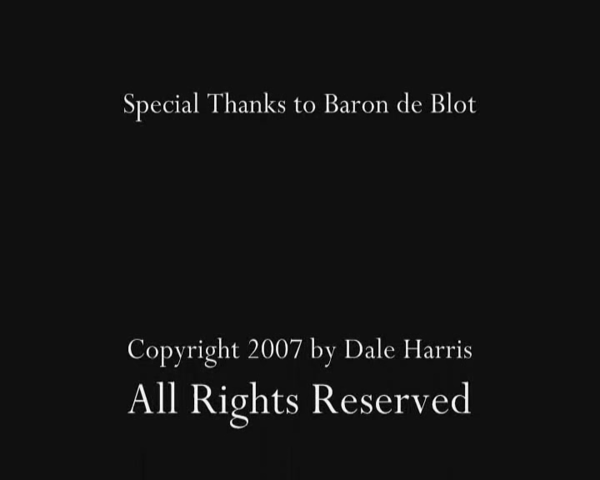 Special Thanks to Baron de Blot
Copyright 2007 by Dale Harris
All Rights Reserved